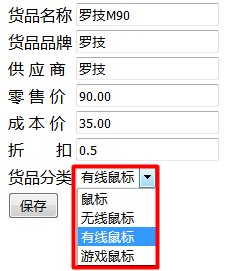 货品名称 罗技M90
货品品牌 罗技
供 应 商 罗技
零 售 价 90.00
成 本 价 35.00
折 扣 0.5
货品分类 有线鼠标
鼠标
无线鼠标
有线鼠标
游戏鼠标
保存